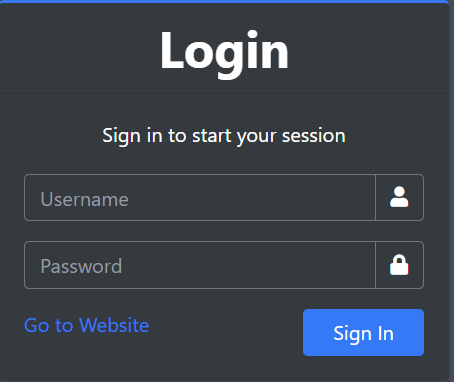 Login
Sign in to start your session
Username
Password
Go to Website
Sign In